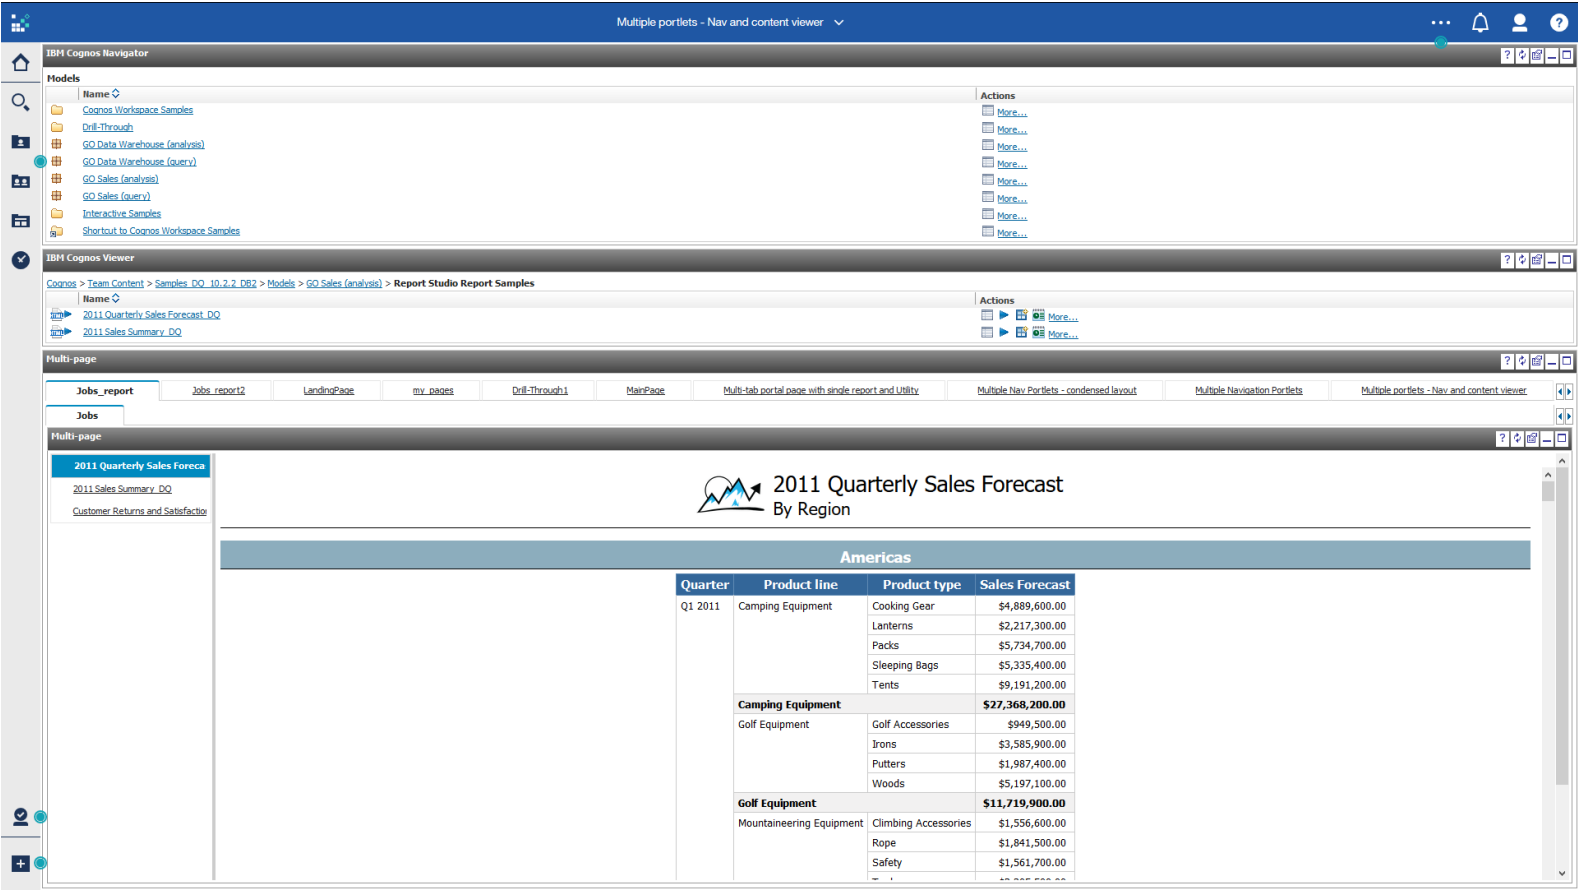 Multiple portlets - Nav and content viewer
IBM Cognos Navigator
Models
Name Actions
Cognos Workspace Samples More...
Drill-Through More...
GO Data Warehouse (analysis) More...
GO Data Warehouse (query) More...
GO Sales (analysis) More...
GO Sales (query) More...
Interactive Samples More...
Shortcut to Cognos Workspace Samples More...
IBM Cognos Viewer
Cognos > Team Content > Samples_DQ_10.2.2_DB2 > Models > GO Sales (analysis) > Report Studio Report Samples
Name Actions
2011 Quarterly Sales Forecast_DQ More...
2011 Sales Summary_DQ More...
Multi-page
Jobs_report Jobs_report2 LandingPage my_pages Drill-Through1 MainPage Multi-tab portal page with single report and Utility Multiple Nav Portlets - condensed layout Multiple Navigation Portlets Multiple portlets - Nav and content viewer
Jobs
Multi-page
2011 Quarterly Sales Foreca
2011 Sales Summary_DQ
Customer Returns and Satisfaction
2011 Quarterly Sales Forecast
By Region
Americas
Quarter Product line Product type Sales Forecast
Q1 2011 Camping Equipment Cooking Gear $4,889,600.00
Lanterns $2,217,300.00
Packs $5,734,700.00
Sleeping Bags $5,335,400.00
Tents $9,191,200.00
Camping Equipment $27,368,200.00
Golf Equipment Golf Accessories $949,500.00
Irons $3,585,900.00
Putters $1,987,400.00
Woods $5,197,100.00
Golf Equipment $11,719,900.00
Mountaineering Equipment Climbing Accessories $1,556,600.00
Rope $1,841,500.00
Safety $1,561,700.00